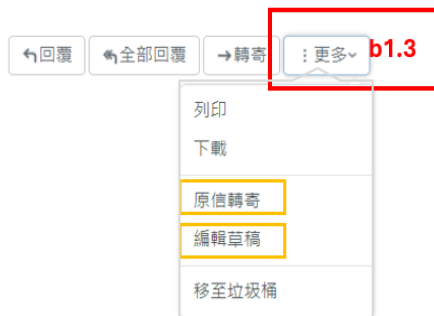 回覆 全部回覆 轉寄 更多 b1.3
列印
下載
原信轉寄
編輯草稿
移至垃圾桶